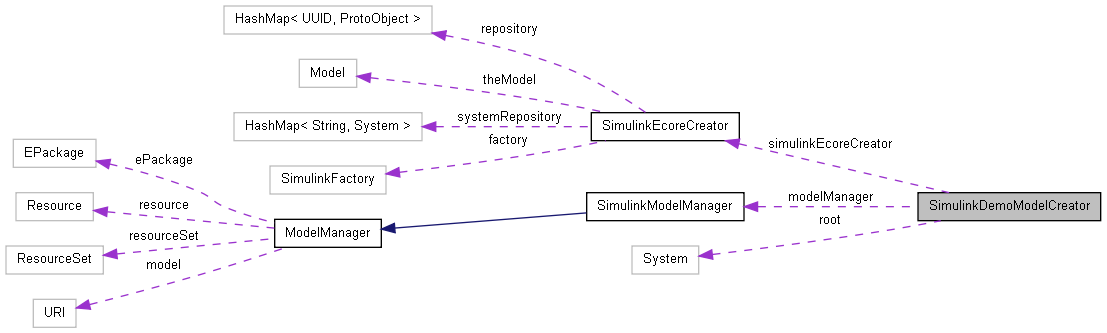 HashMap< UUID, ProtoObject >
repository
Model
theModel
systemRepository
HashMap< String, System >
SimulinkEcoreCreator
factory
simulinkEcoreCreator
EPackage
ePackage
SimulinkFactory
modelManager
Resource
resource
SimulinkModelManager
SimulinkDemoModelCreator
root
resourceSet
ModelManager
ResourceSet
model
System
URI